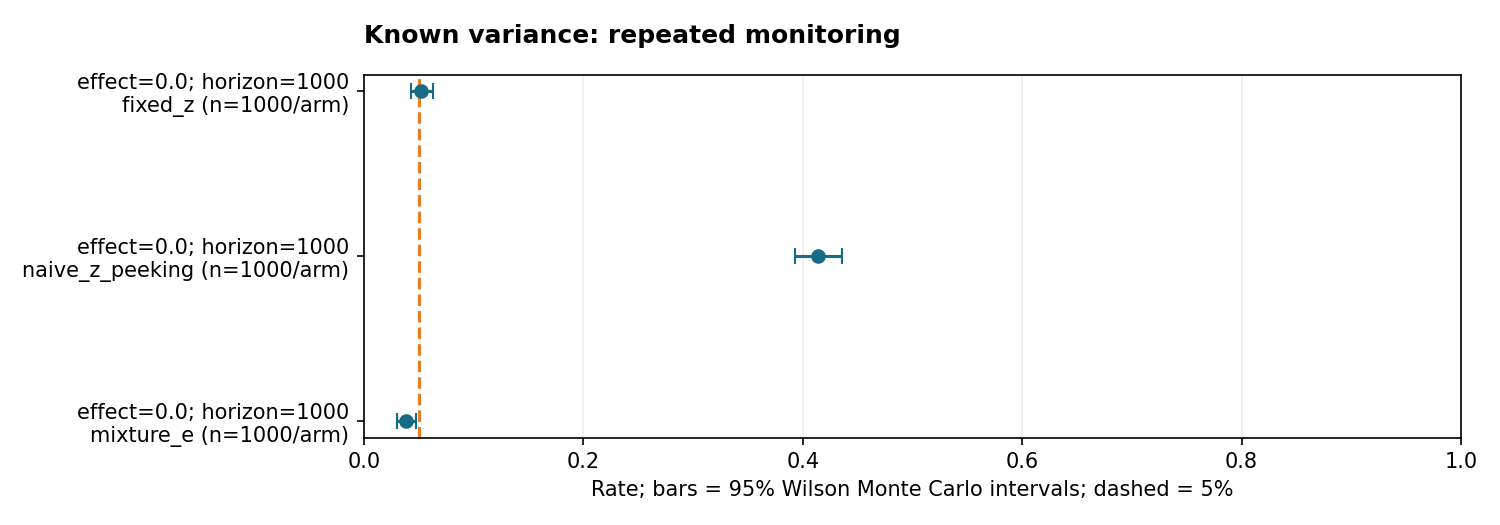 Known variance: repeated monitoring
effect=0.0; horizon=1000
fixed_z (n=1000/arm)
effect=0.0; horizon=1000
naive_z_peeking (n=1000/arm)
effect=0.0; horizon=1000
mixture_e (n=1000/arm)
0.0 0.2 0.4 0.6 0.8 1.0
Rate; bars = 95% Wilson Monte Carlo intervals; dashed = 5%